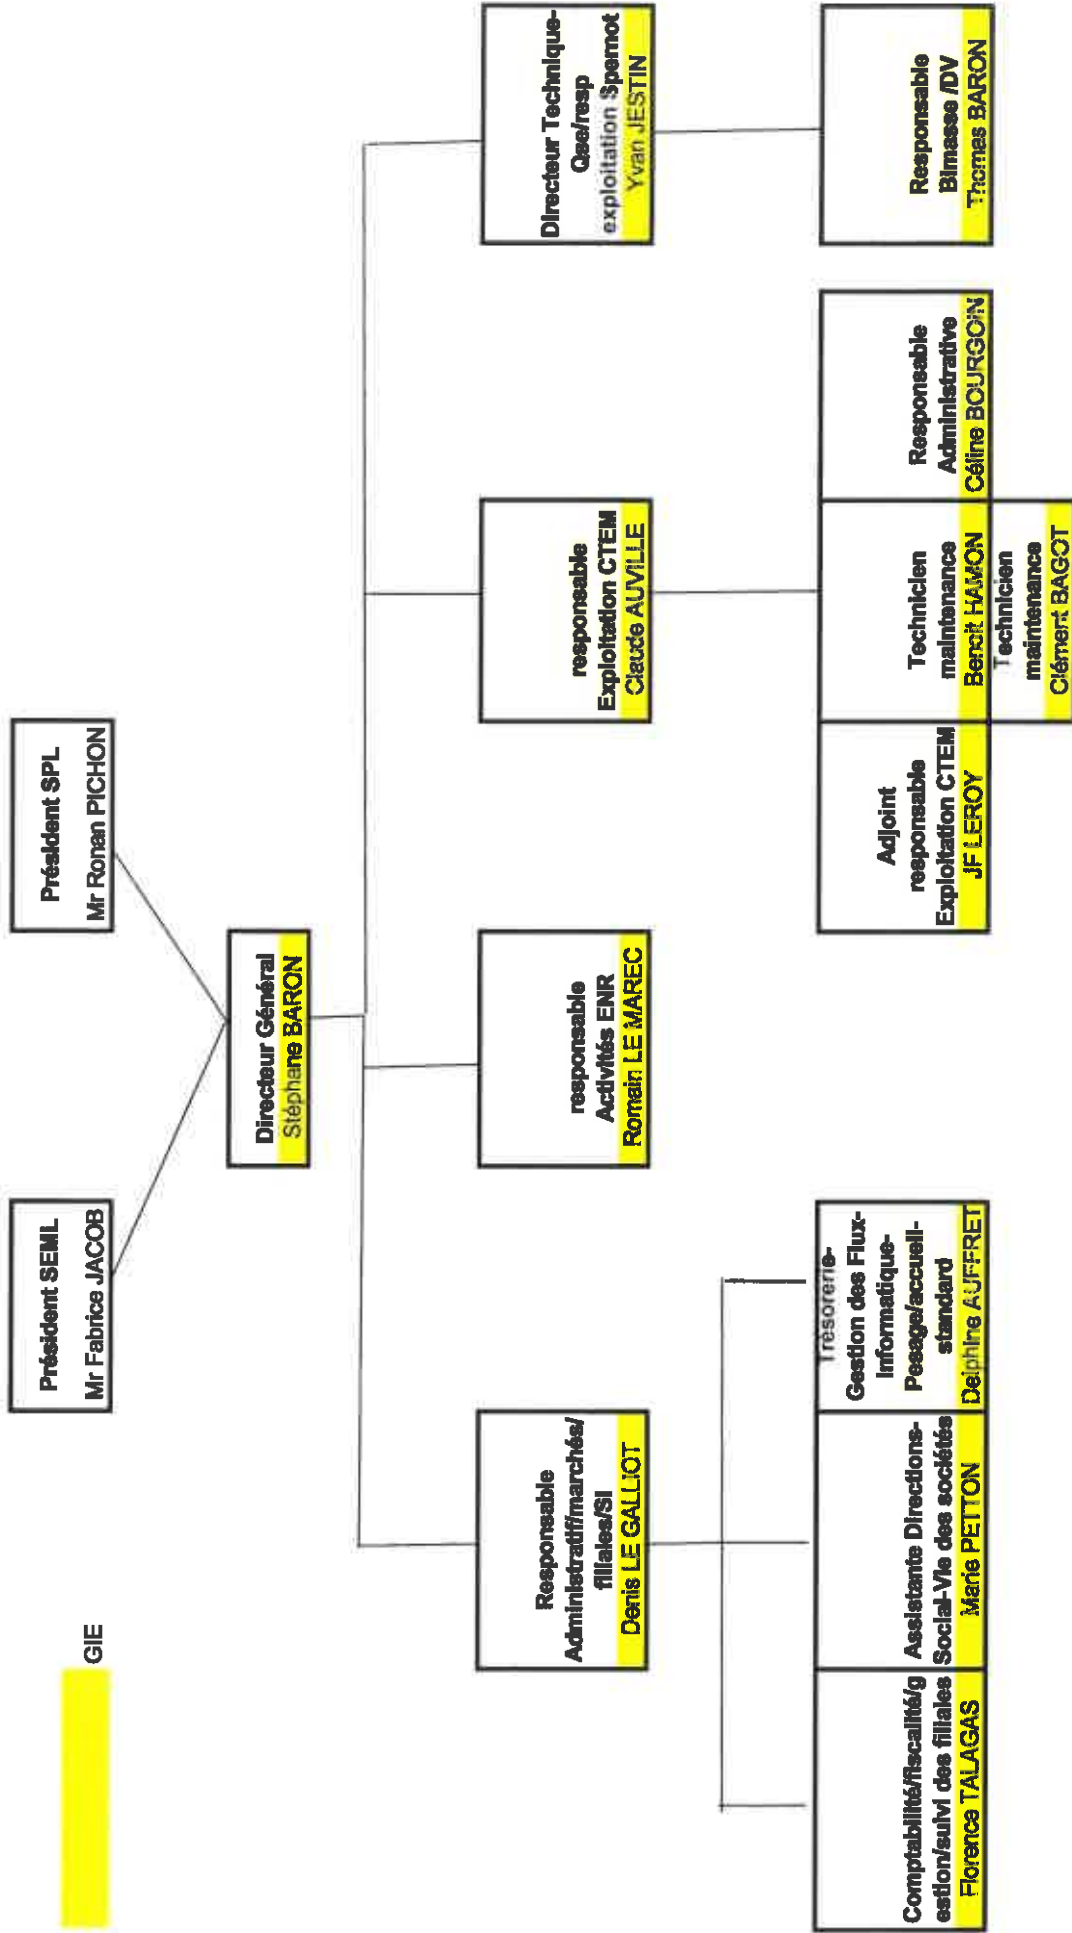 GIE
Président SEML
Mr Fabrice JACOB
Président SPL
Mr Ronan PICHON
Directeur Général
Stéphane BARON
Responsable
Administratif/marchés/
filiales/SI
Denis LE GALLIOT
responsable
Activités ENR
Romain LE MAREC
responsable
Exploitation CTEM
Claude AUVILLE
Directeur Technique-
Qse/resp
exploitation Spernot
Yvan JESTIN
Comptabilité/fiscalité/g
estion/suivi des filiales
Florence TALAGAS
Assistante Directions-
Social-Vie des sociétés
Marie PETTON
Trésorerie-
Gestion des Flux-
Informatique-
Pesage/accueil-
standard
Delphine AUFFRET
Adjoint
responsable
Exploitation CTEM
JF LEROY
Technicien
maintenance
Benoit HAMON
Technicien
maintenance
Clément BAGOT
Responsable
Administrative
Céline BOURGOIN
Responsable
Bimasse /DV
Thomas BARON